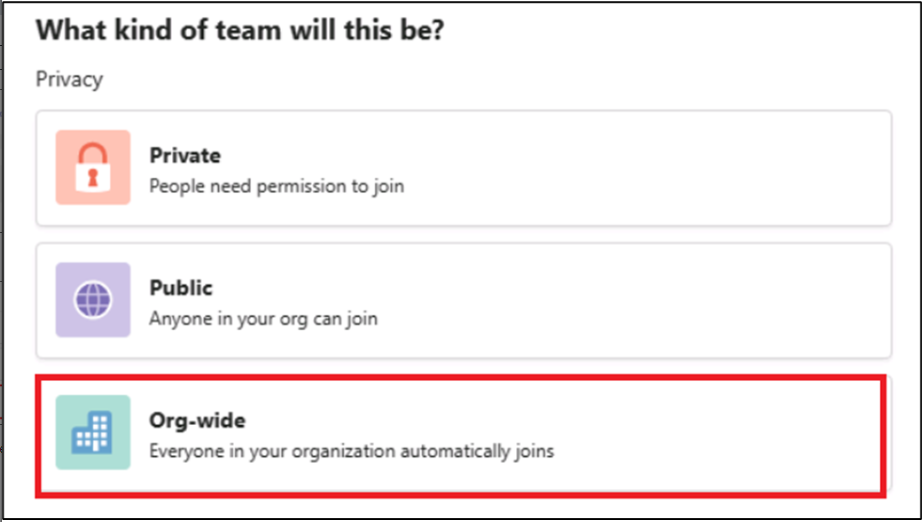 What kind of team will this be?
Privacy
Private
People need permission to join
Public
Anyone in your org can join
Org-wide
Everyone in your organization automatically joins